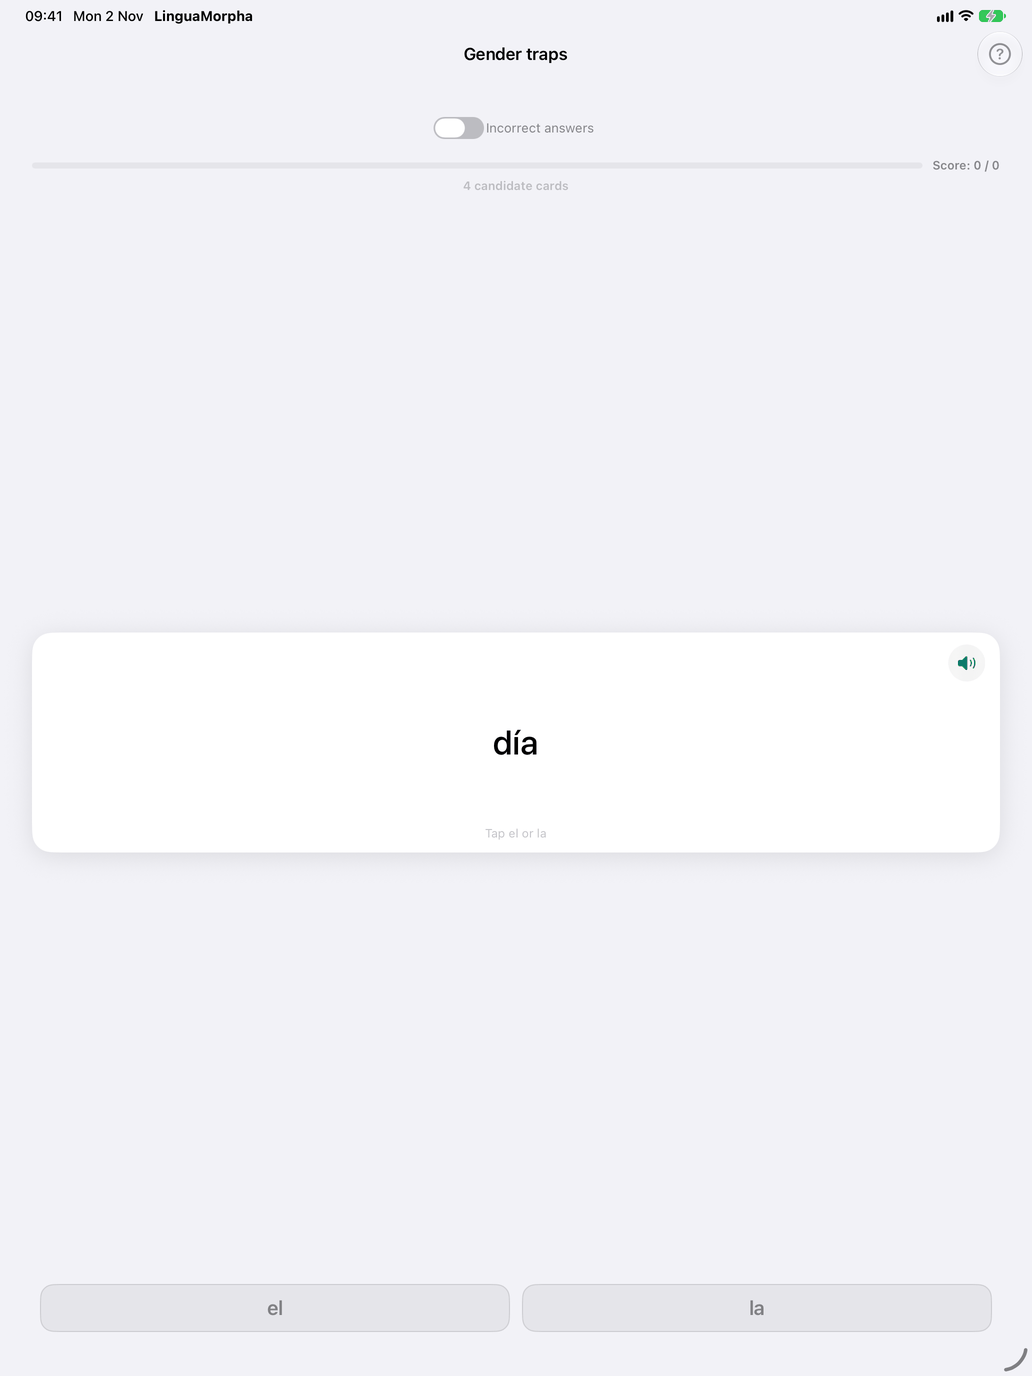 09:41 Mon 2 Nov LinguaMorpha
Gender traps
?
Incorrect answers
Score: 0 / 0
4 candidate cards
día
Tap el or la
el
la